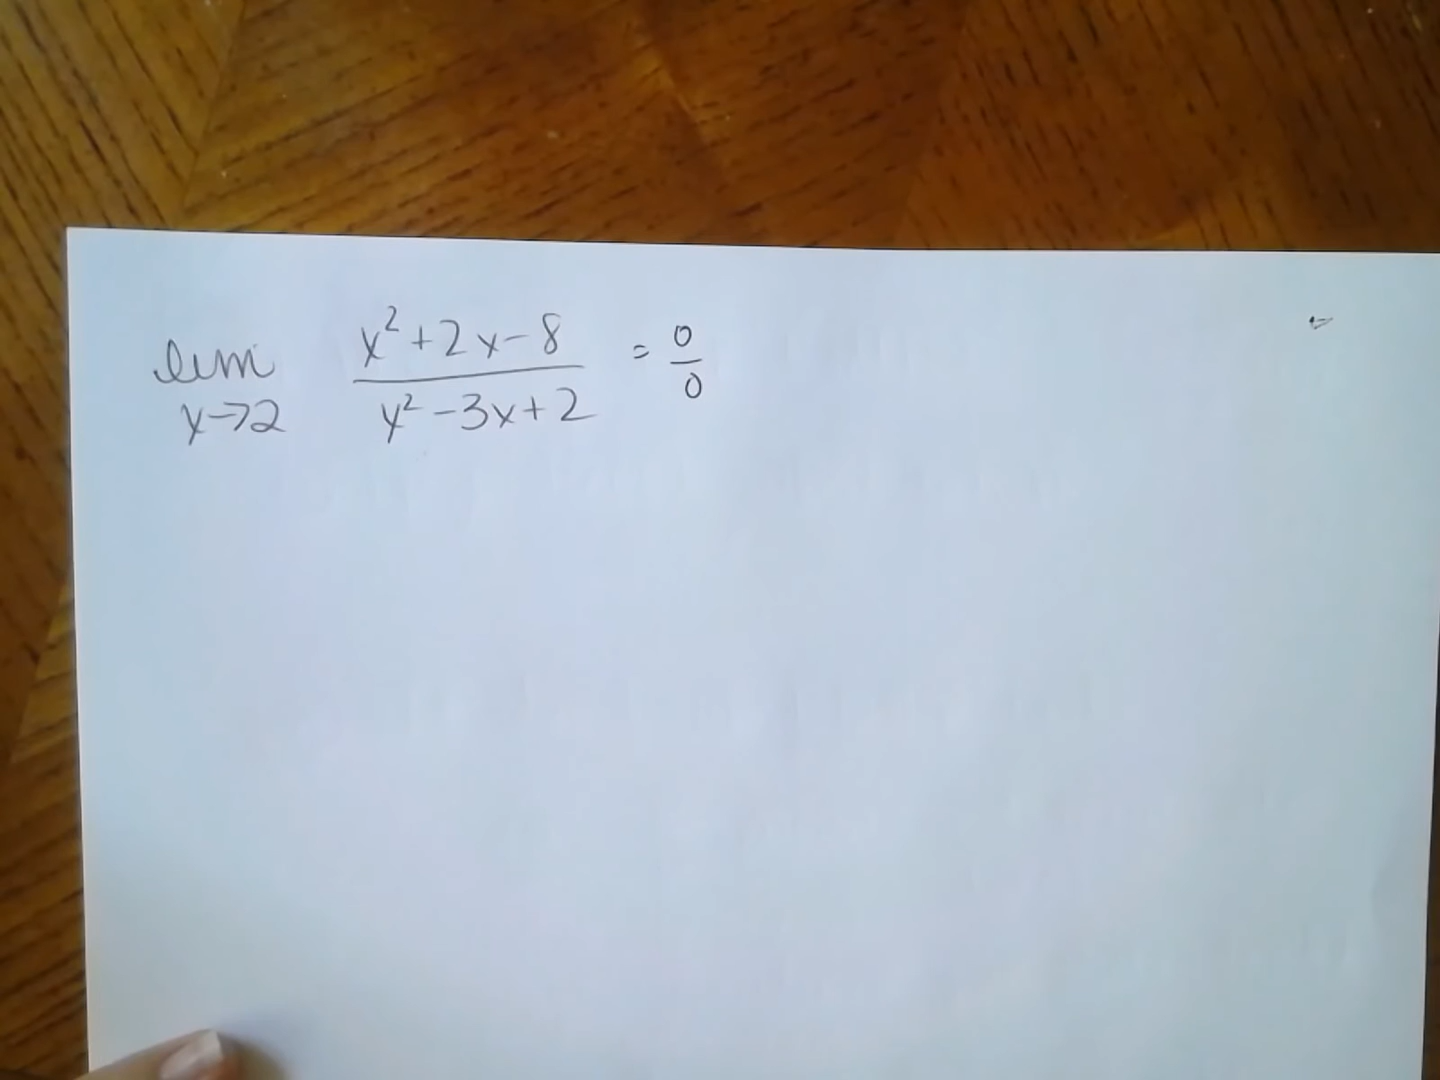 lim x→2 (x² + 2x - 8)/(x² - 3x + 2) = 0/0